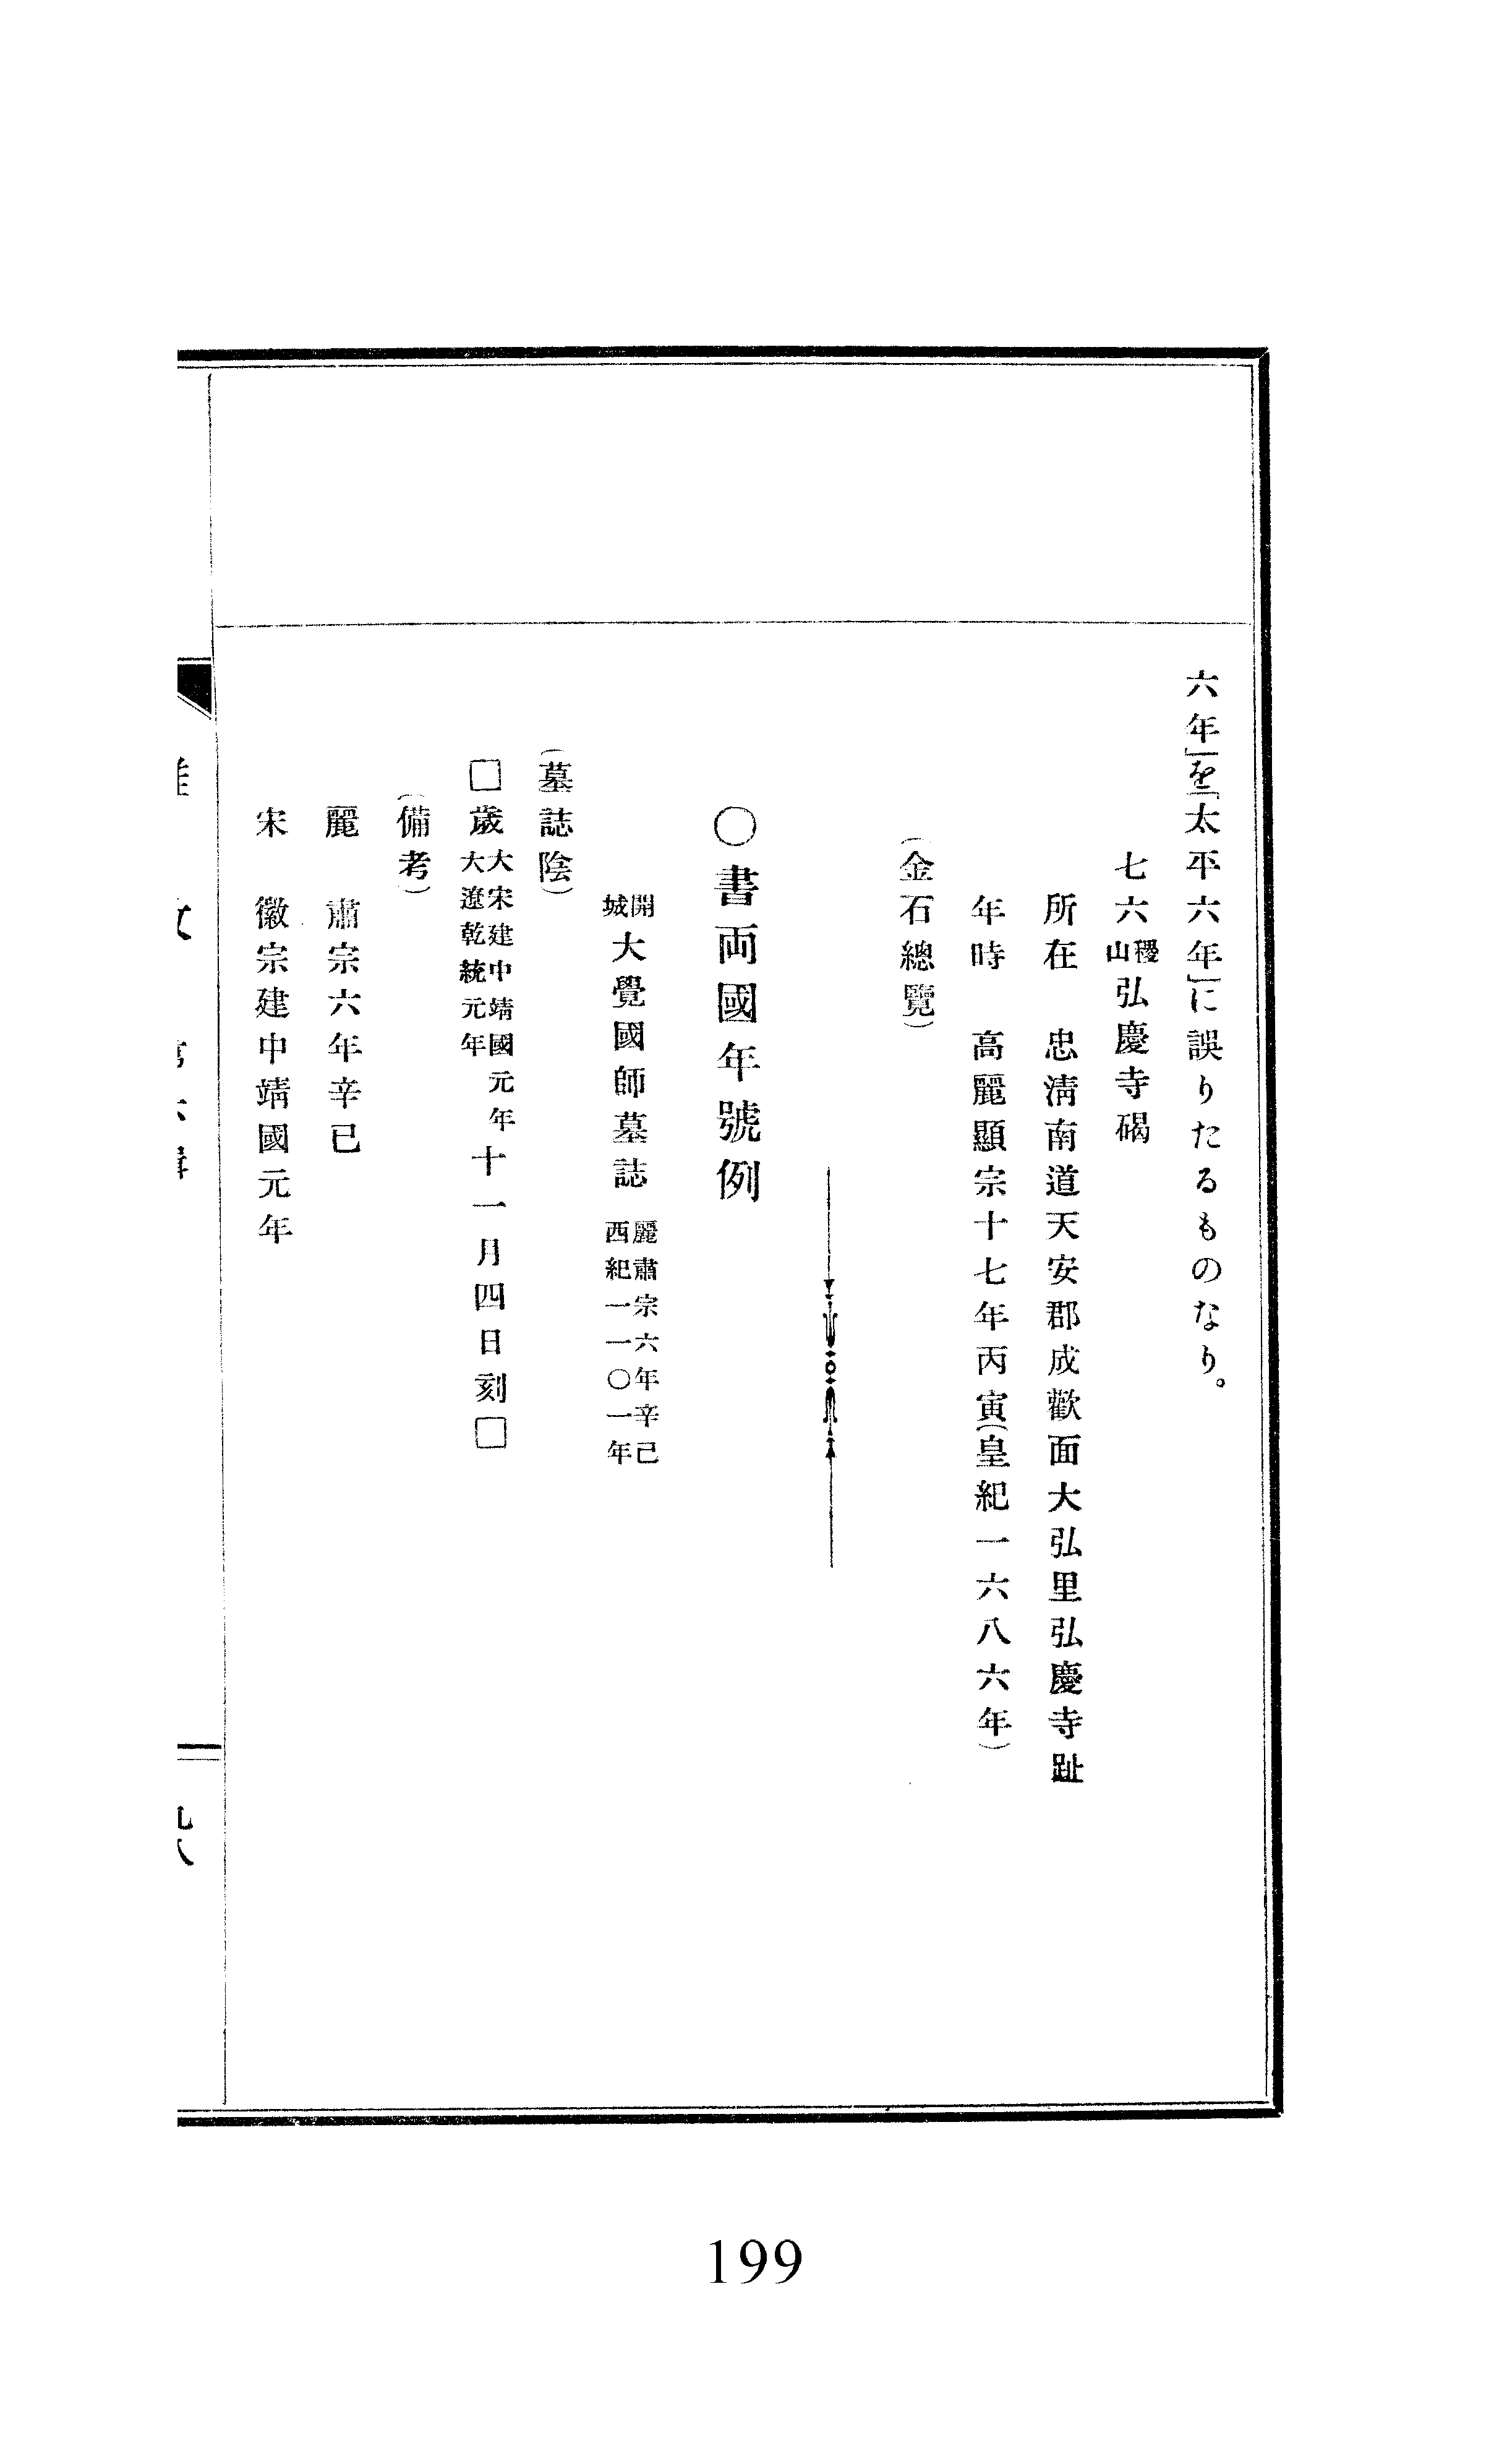 六年」を「太平六年」に誤りたるものなり。
七六 稷山 弘慶寺碣
所在　忠淸南道天安郡成歡面大弘里弘慶寺趾
年時　高麗顯宗十七年丙寅(皇紀一六八六年)
(金石總覽)
○書両國年號例
開城 大覺國師墓誌 麗肅宗六年辛已 西紀一一〇一年
(墓誌陰)
□歲 大宋建中靖國元年 大遼乾統元年 十一月四日刻□
(備考)
麗　肅宗六年辛已
宋　徽宗建中靖國元年
九八
199